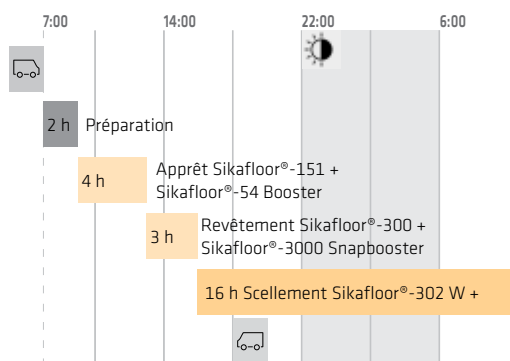 7:00 14:00 22:00 6:00
2 h Préparation
4 h
Apprêt Sikafloor®-151 +
Sikafloor®-54 Booster
3 h
Revêtement Sikafloor®-300 +
Sikafloor®-3000 Snapbooster
16 h Scellement Sikafloor®-302 W +